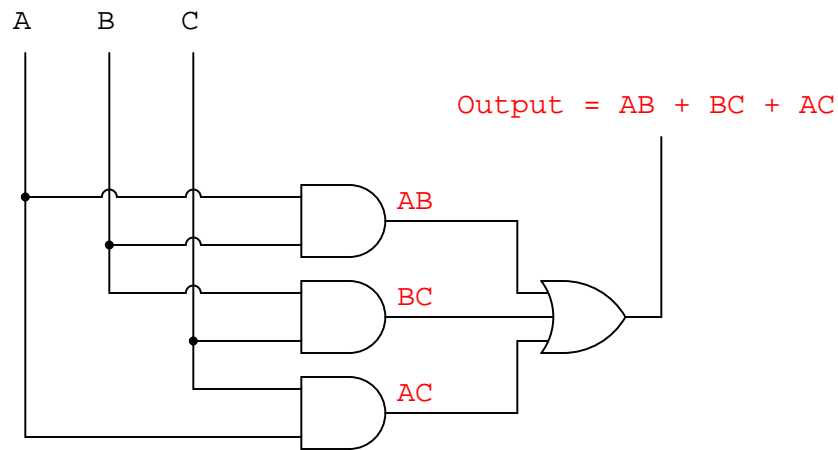 A B C
Output = AB + BC + AC
AB
BC
AC